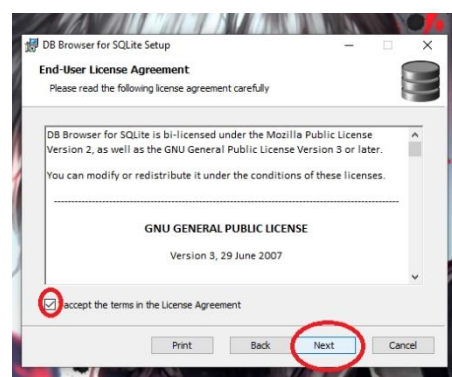 DB Browser for SQLite Setup
End-User License Agreement
Please read the following license agreement carefully
DB Browser for SQLite is bi-licensed under the Mozilla Public License
Version 2, as well as the GNU General Public License Version 3 or later.
You can modify or redistribute it under the conditions of these licenses.
GNU GENERAL PUBLIC LICENSE
Version 3, 29 June 2007
I accept the terms in the License Agreement
Print Back Next Cancel